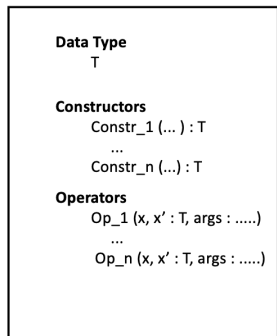 Data Type
T
Constructors
Constr_1 (... ) : T
...
Constr_n (...) : T
Operators
Op_1 (x, x’ : T, args : .....)
...
Op_n (x, x’ : T, args : .....)